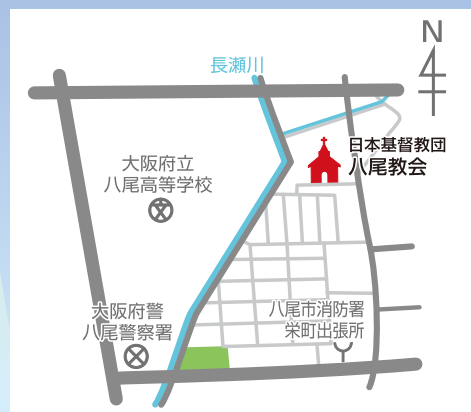 N
長瀬川
日本基督教団
八尾教会
大阪府立
八尾高等学校
大阪府警
八尾警察署
八尾市消防署
栄町出張所